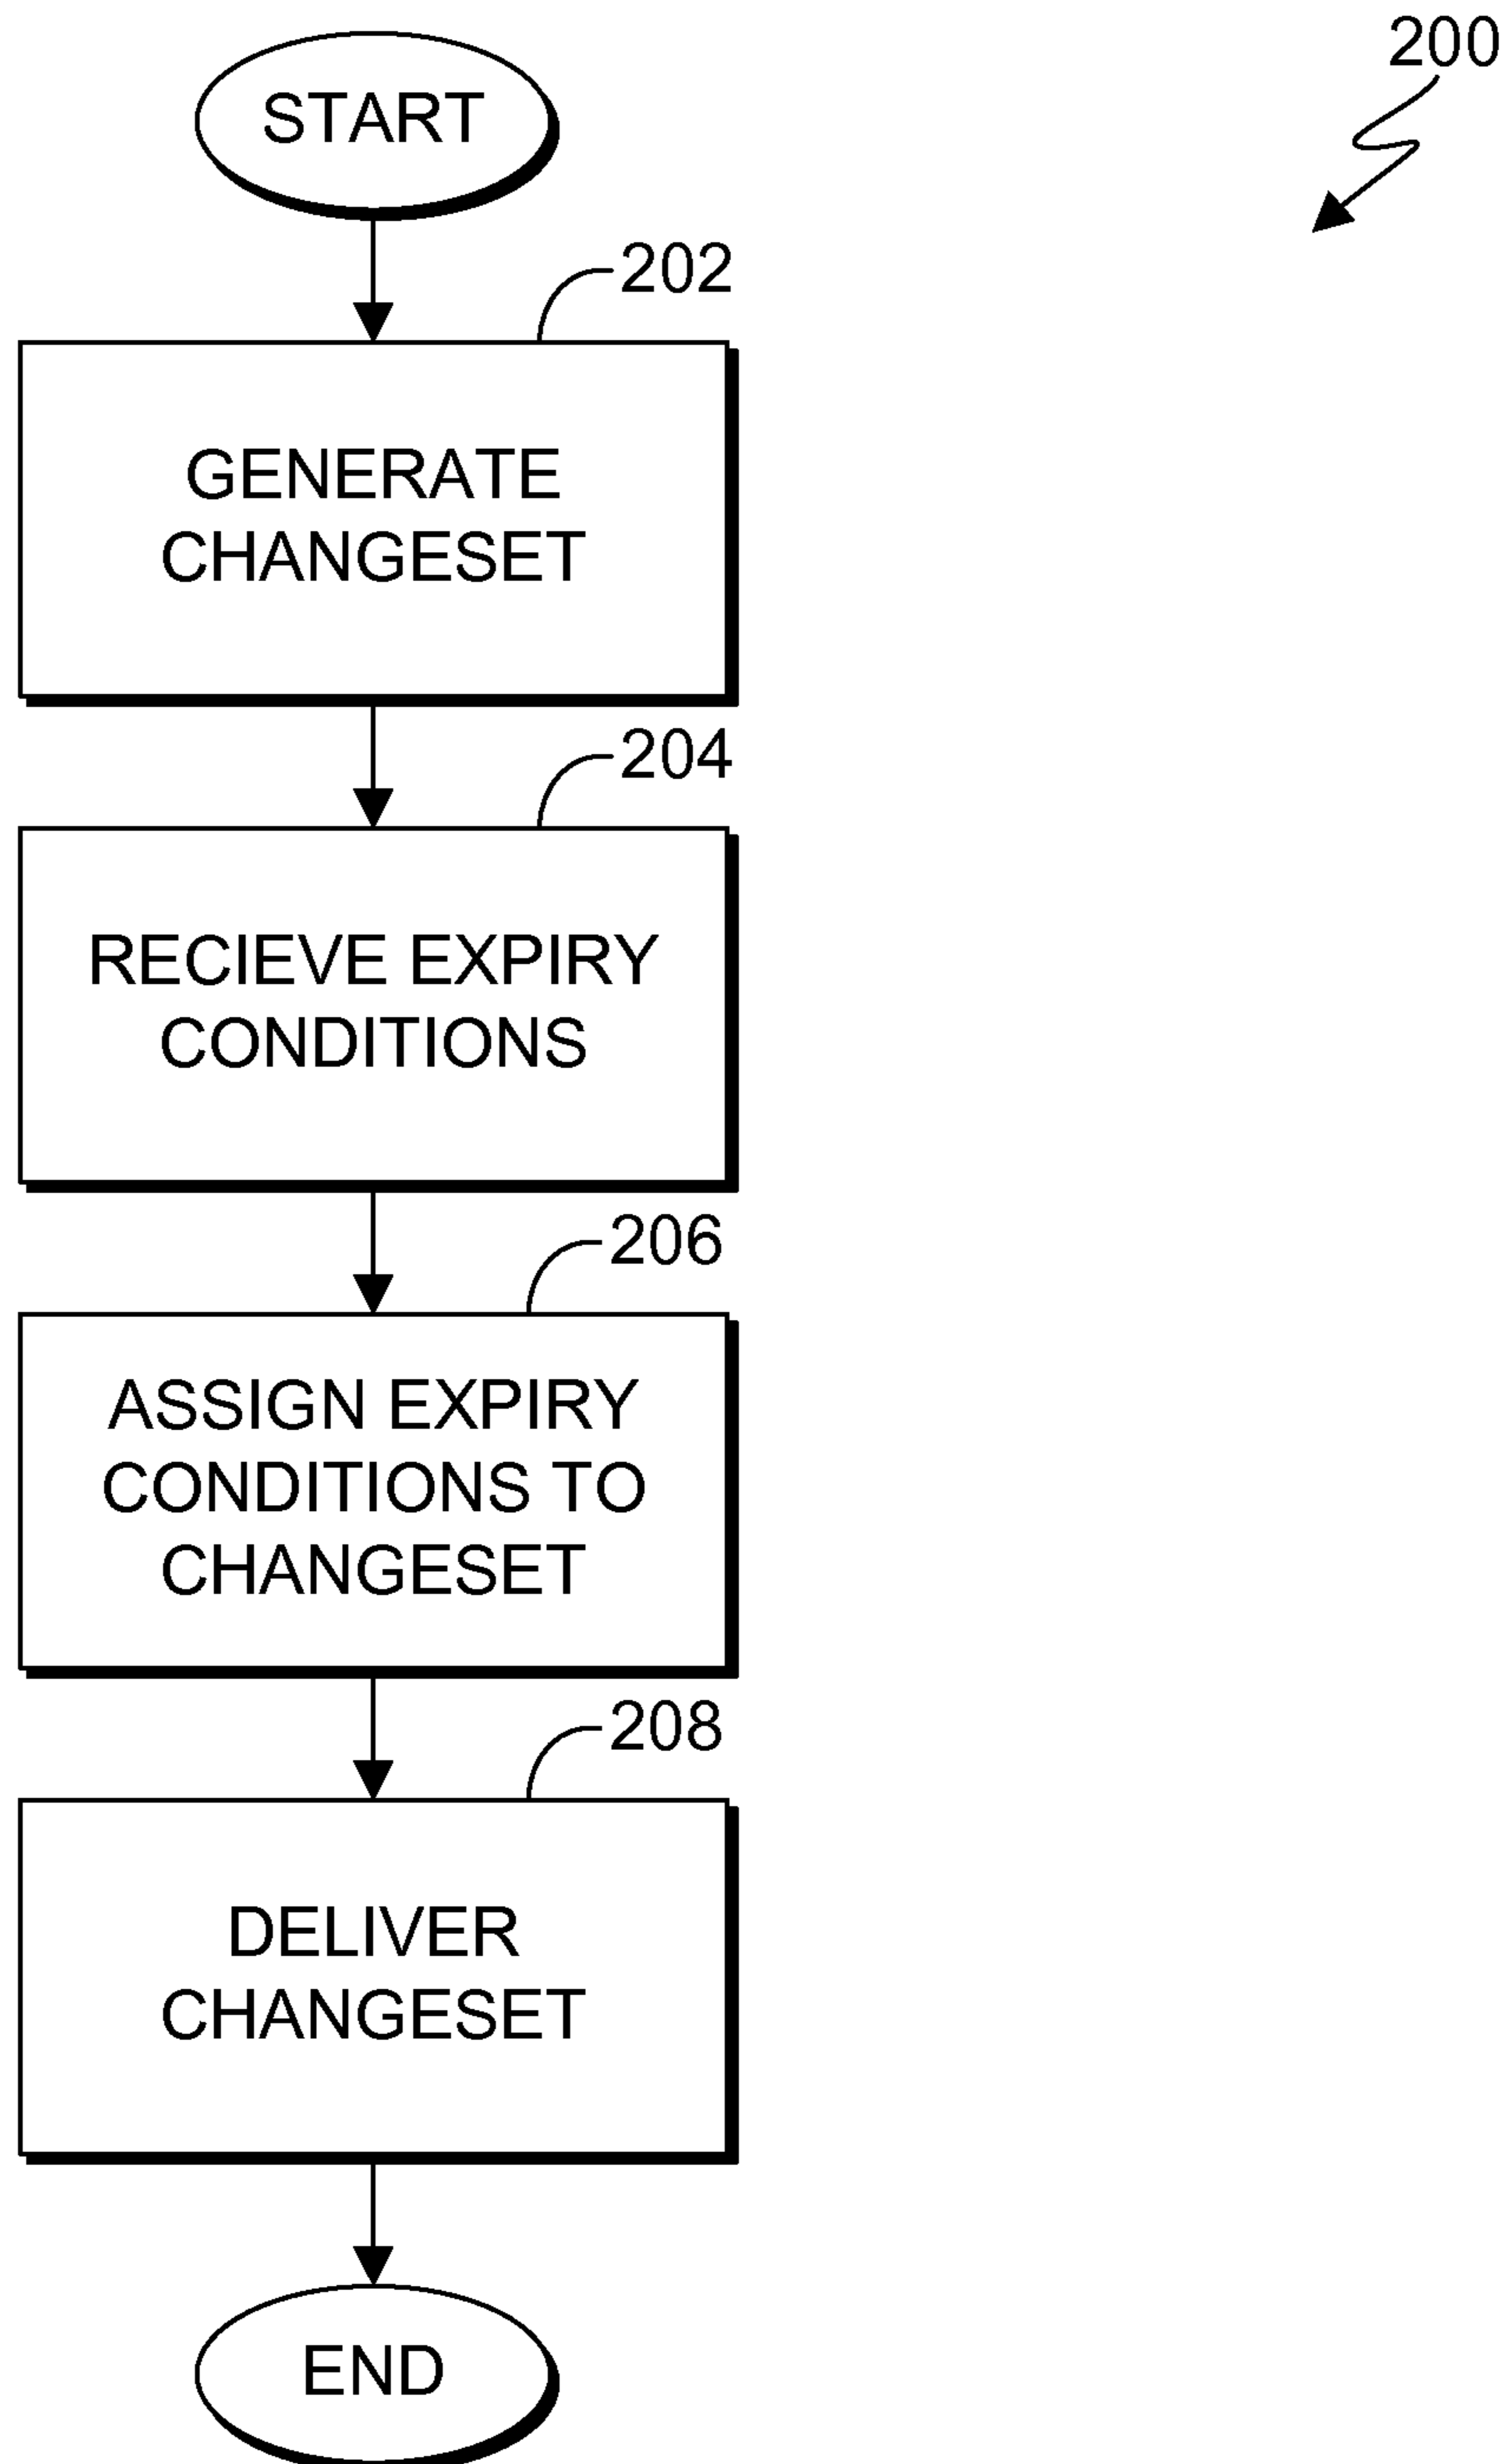 200
START
202
GENERATE
CHANGESET
204
RECIEVE EXPIRY
CONDITIONS
206
ASSIGN EXPIRY
CONDITIONS TO
CHANGESET
208
DELIVER
CHANGESET
END